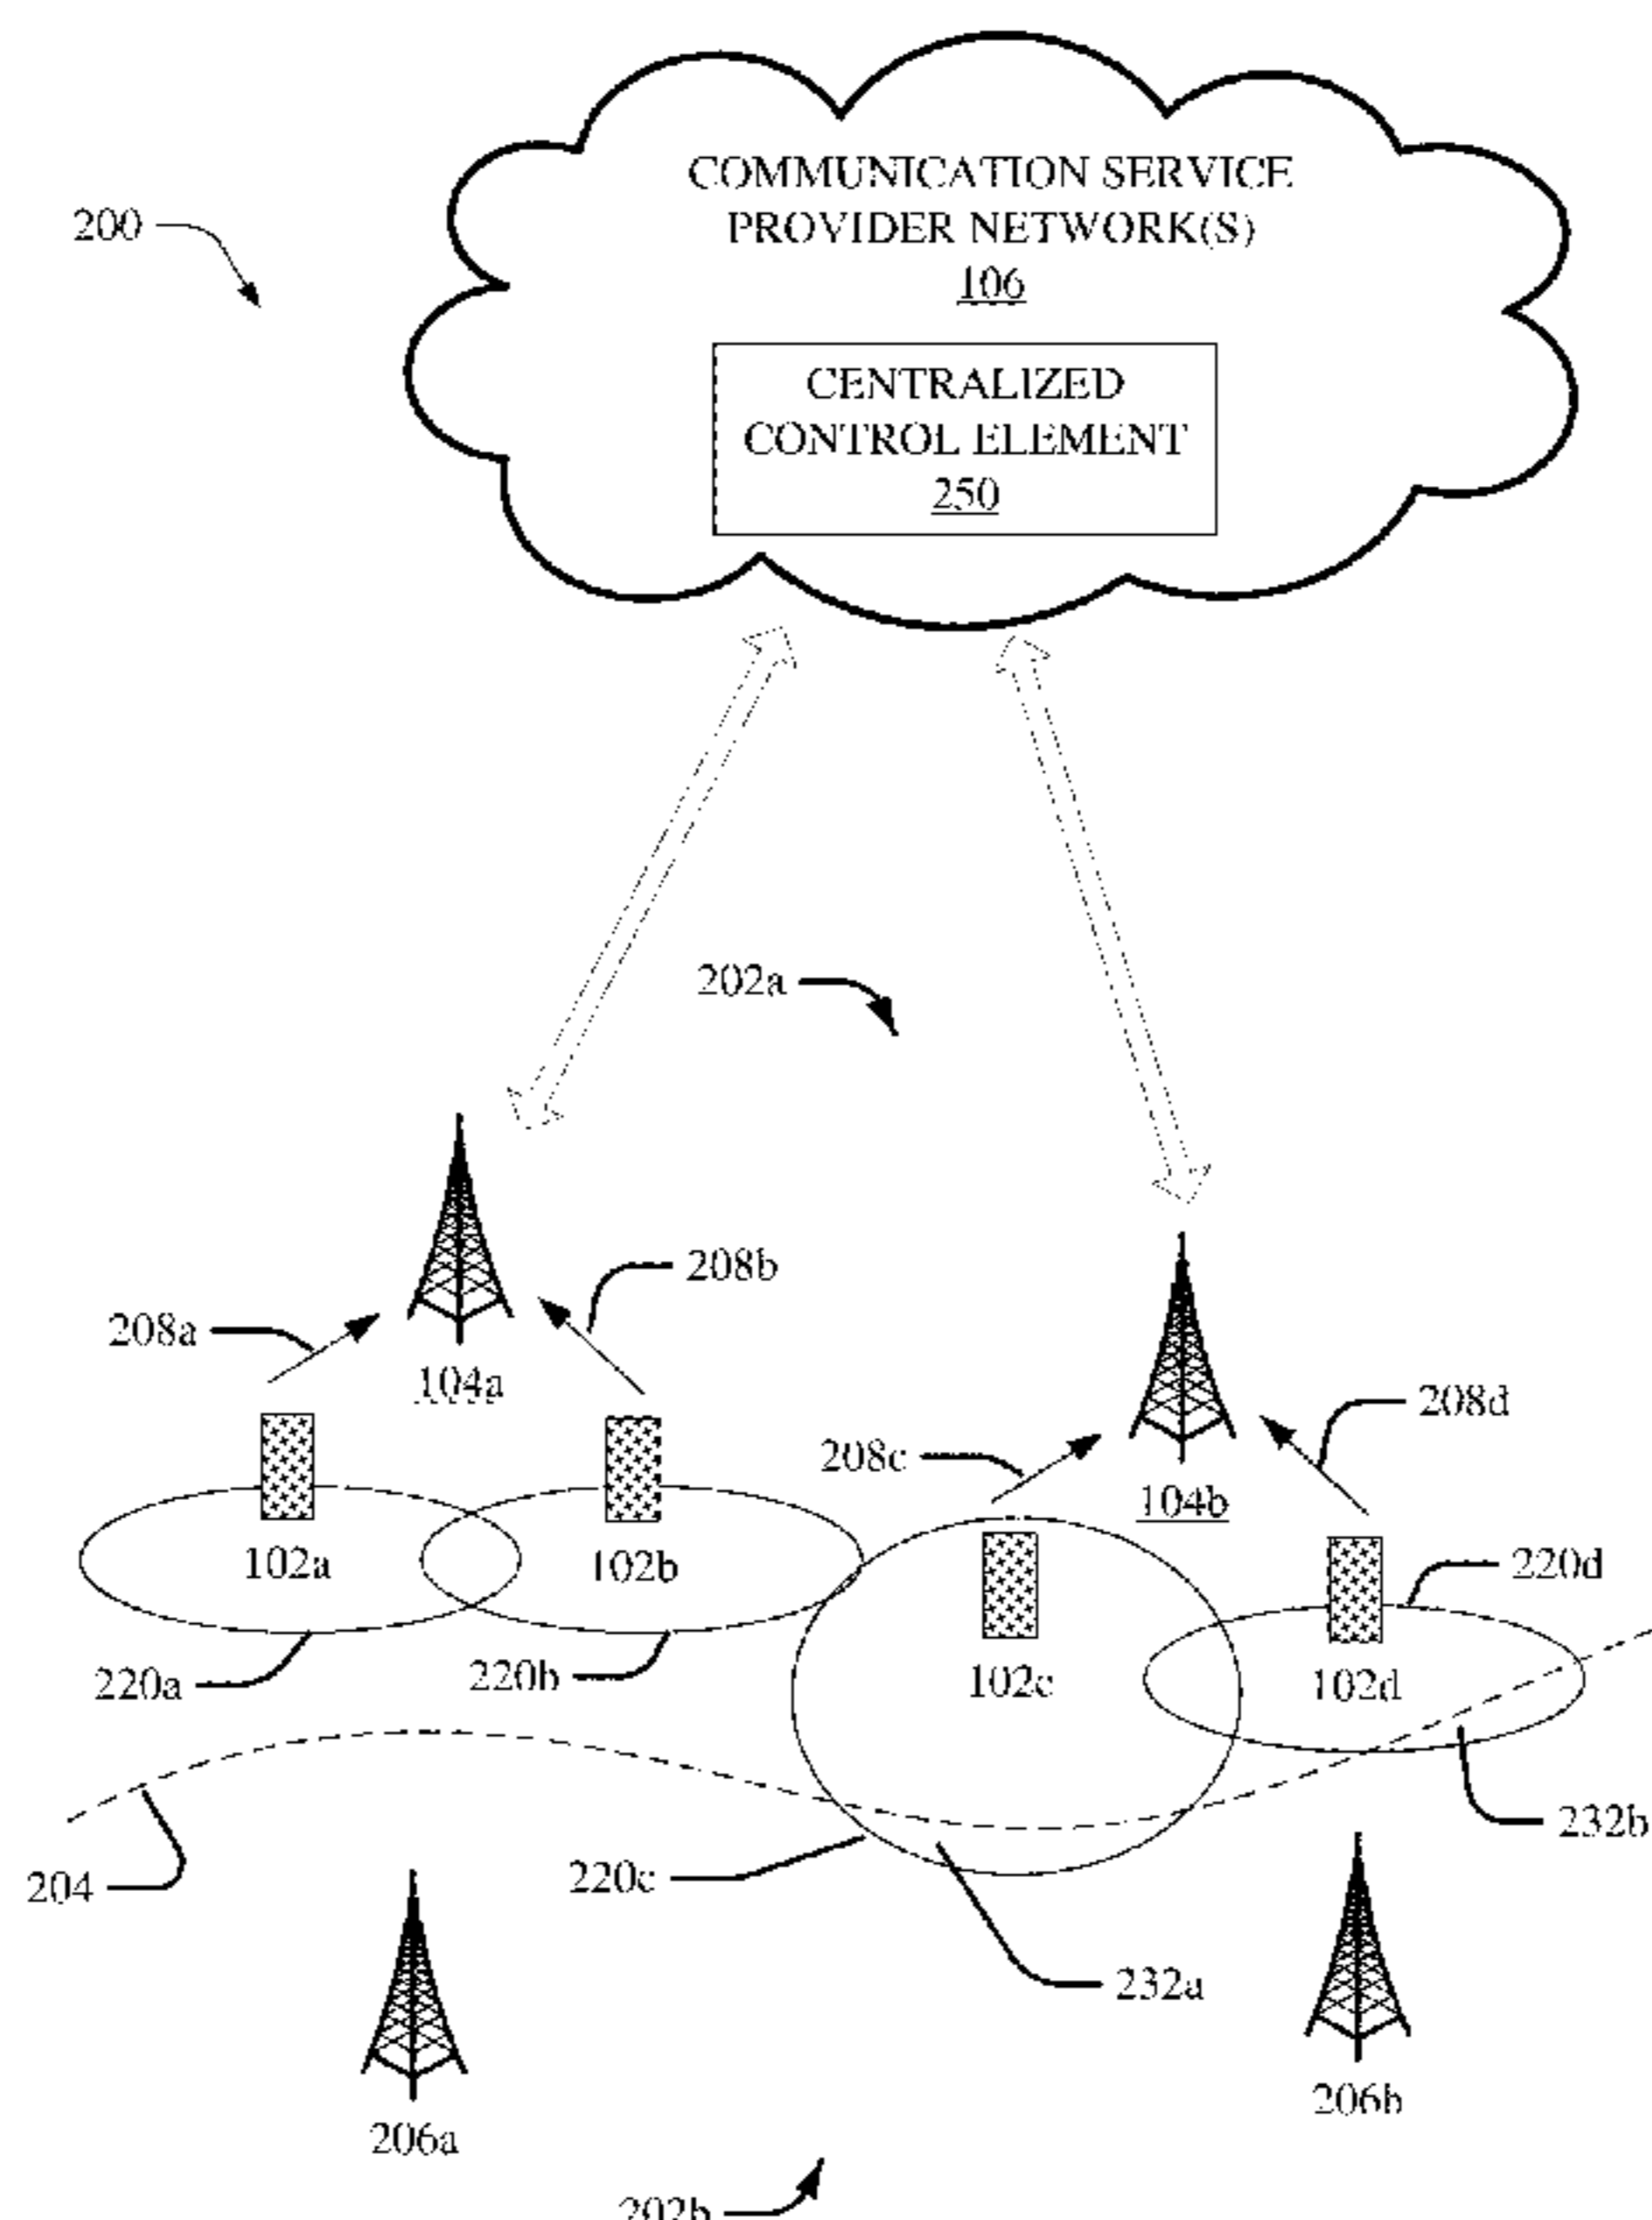 COMMUNICATION SERVICE
PROVIDER NETWORK(S)
106
200
CENTRALIZED
CONTROL ELEMENT
250
202a
208b
208a
104a
208d
208c
104b
220d
102a
102b
102c
102d
220a
220b
232b
204
220c
232a
206b
206a
202b